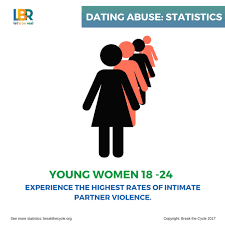 LBR
DATING ABUSE: STATISTICS
YOUNG WOMEN 18 -24
EXPERIENCE THE HIGHEST RATES OF INTIMATE
PARTNER VIOLENCE.
See more statistics: breakthecycle.org
Copyright: Break the Cycle 2017